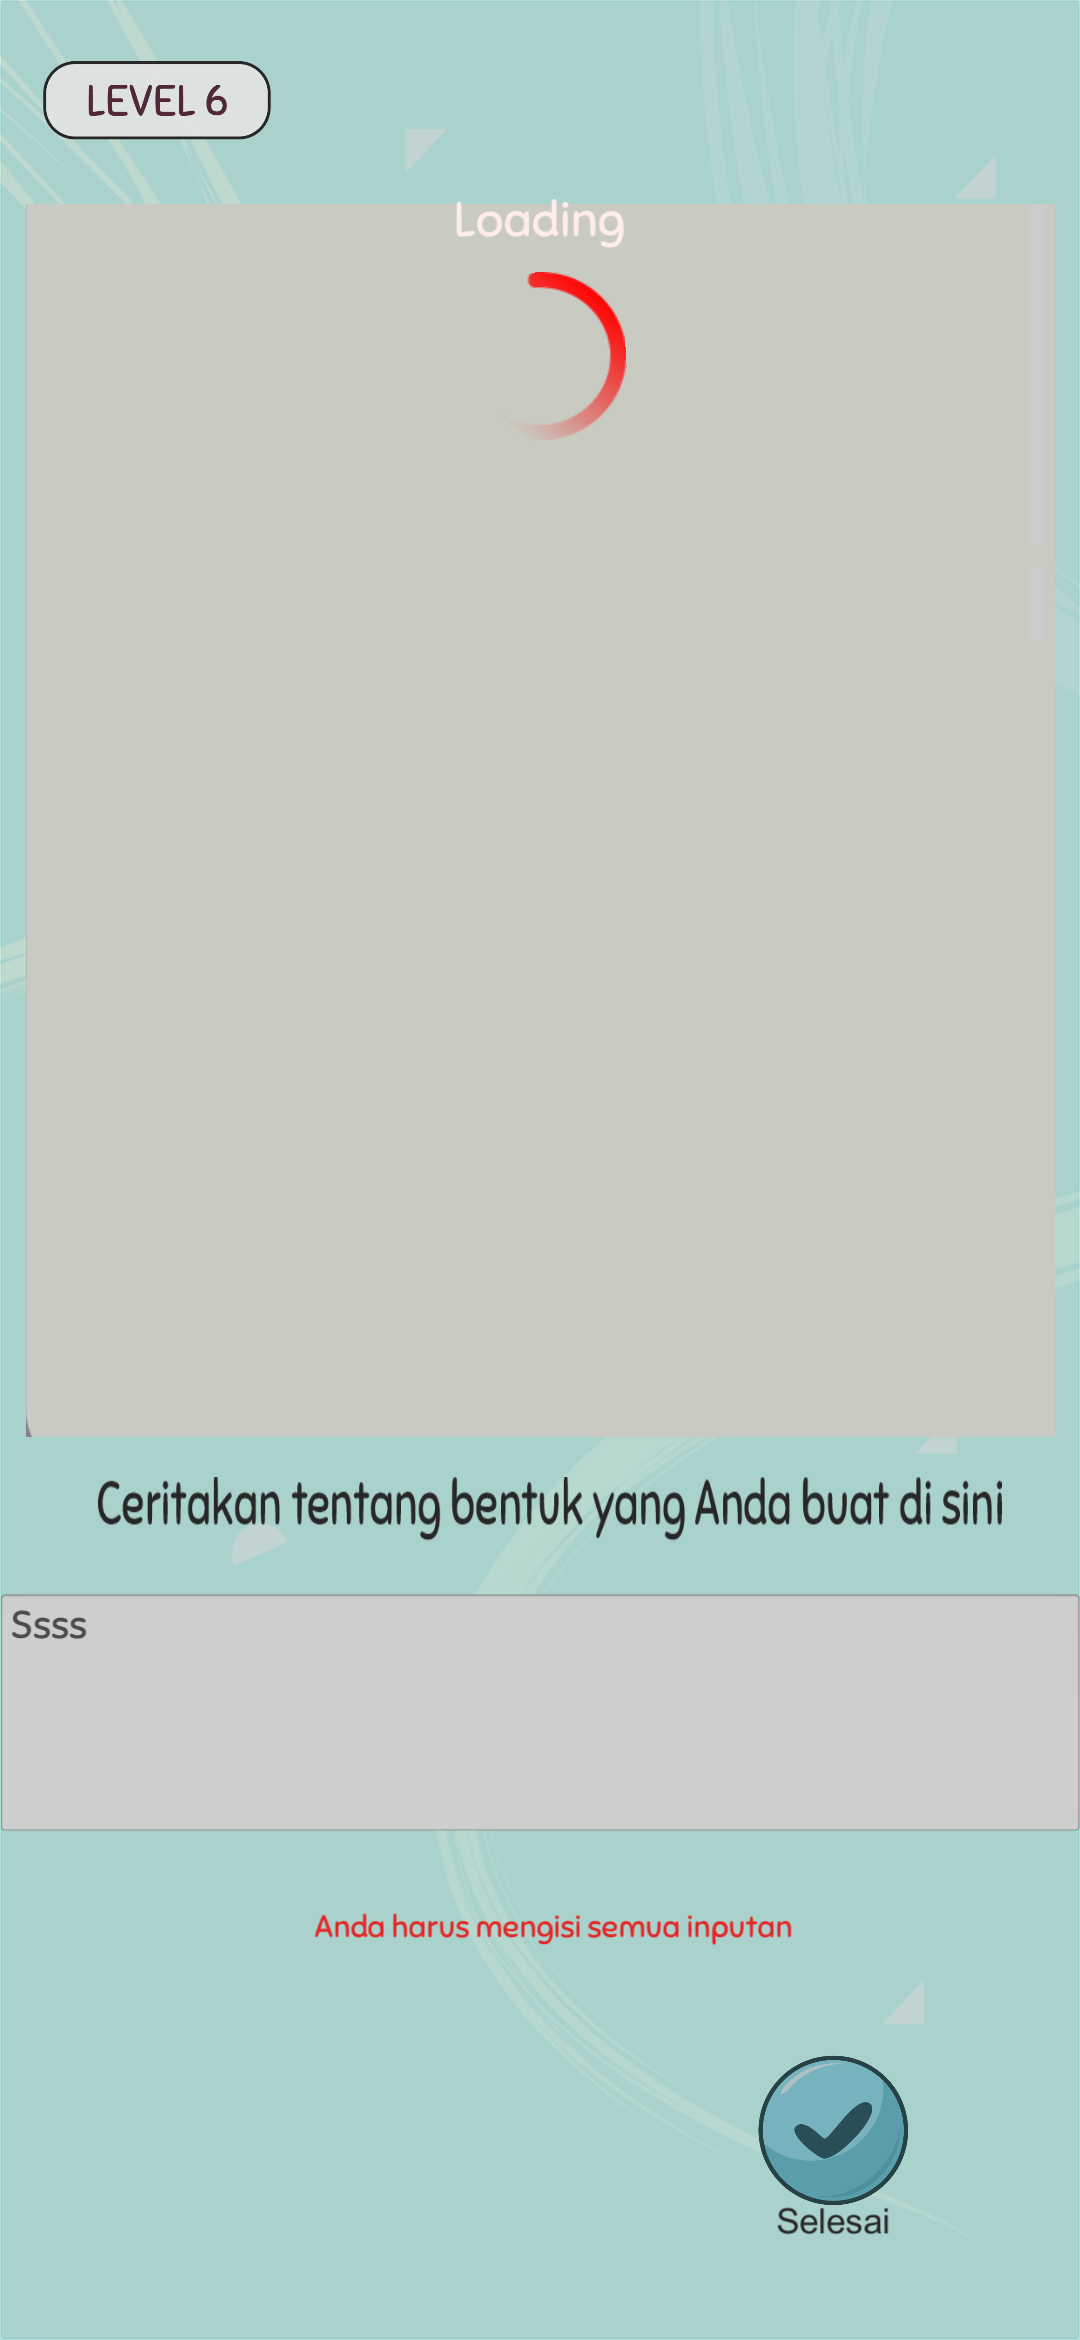 LEVEL 6
Loading
Ceritakan tentang bentuk yang Anda buat di sini
Ssss
Anda harus mengisi semua inputan
Selesai